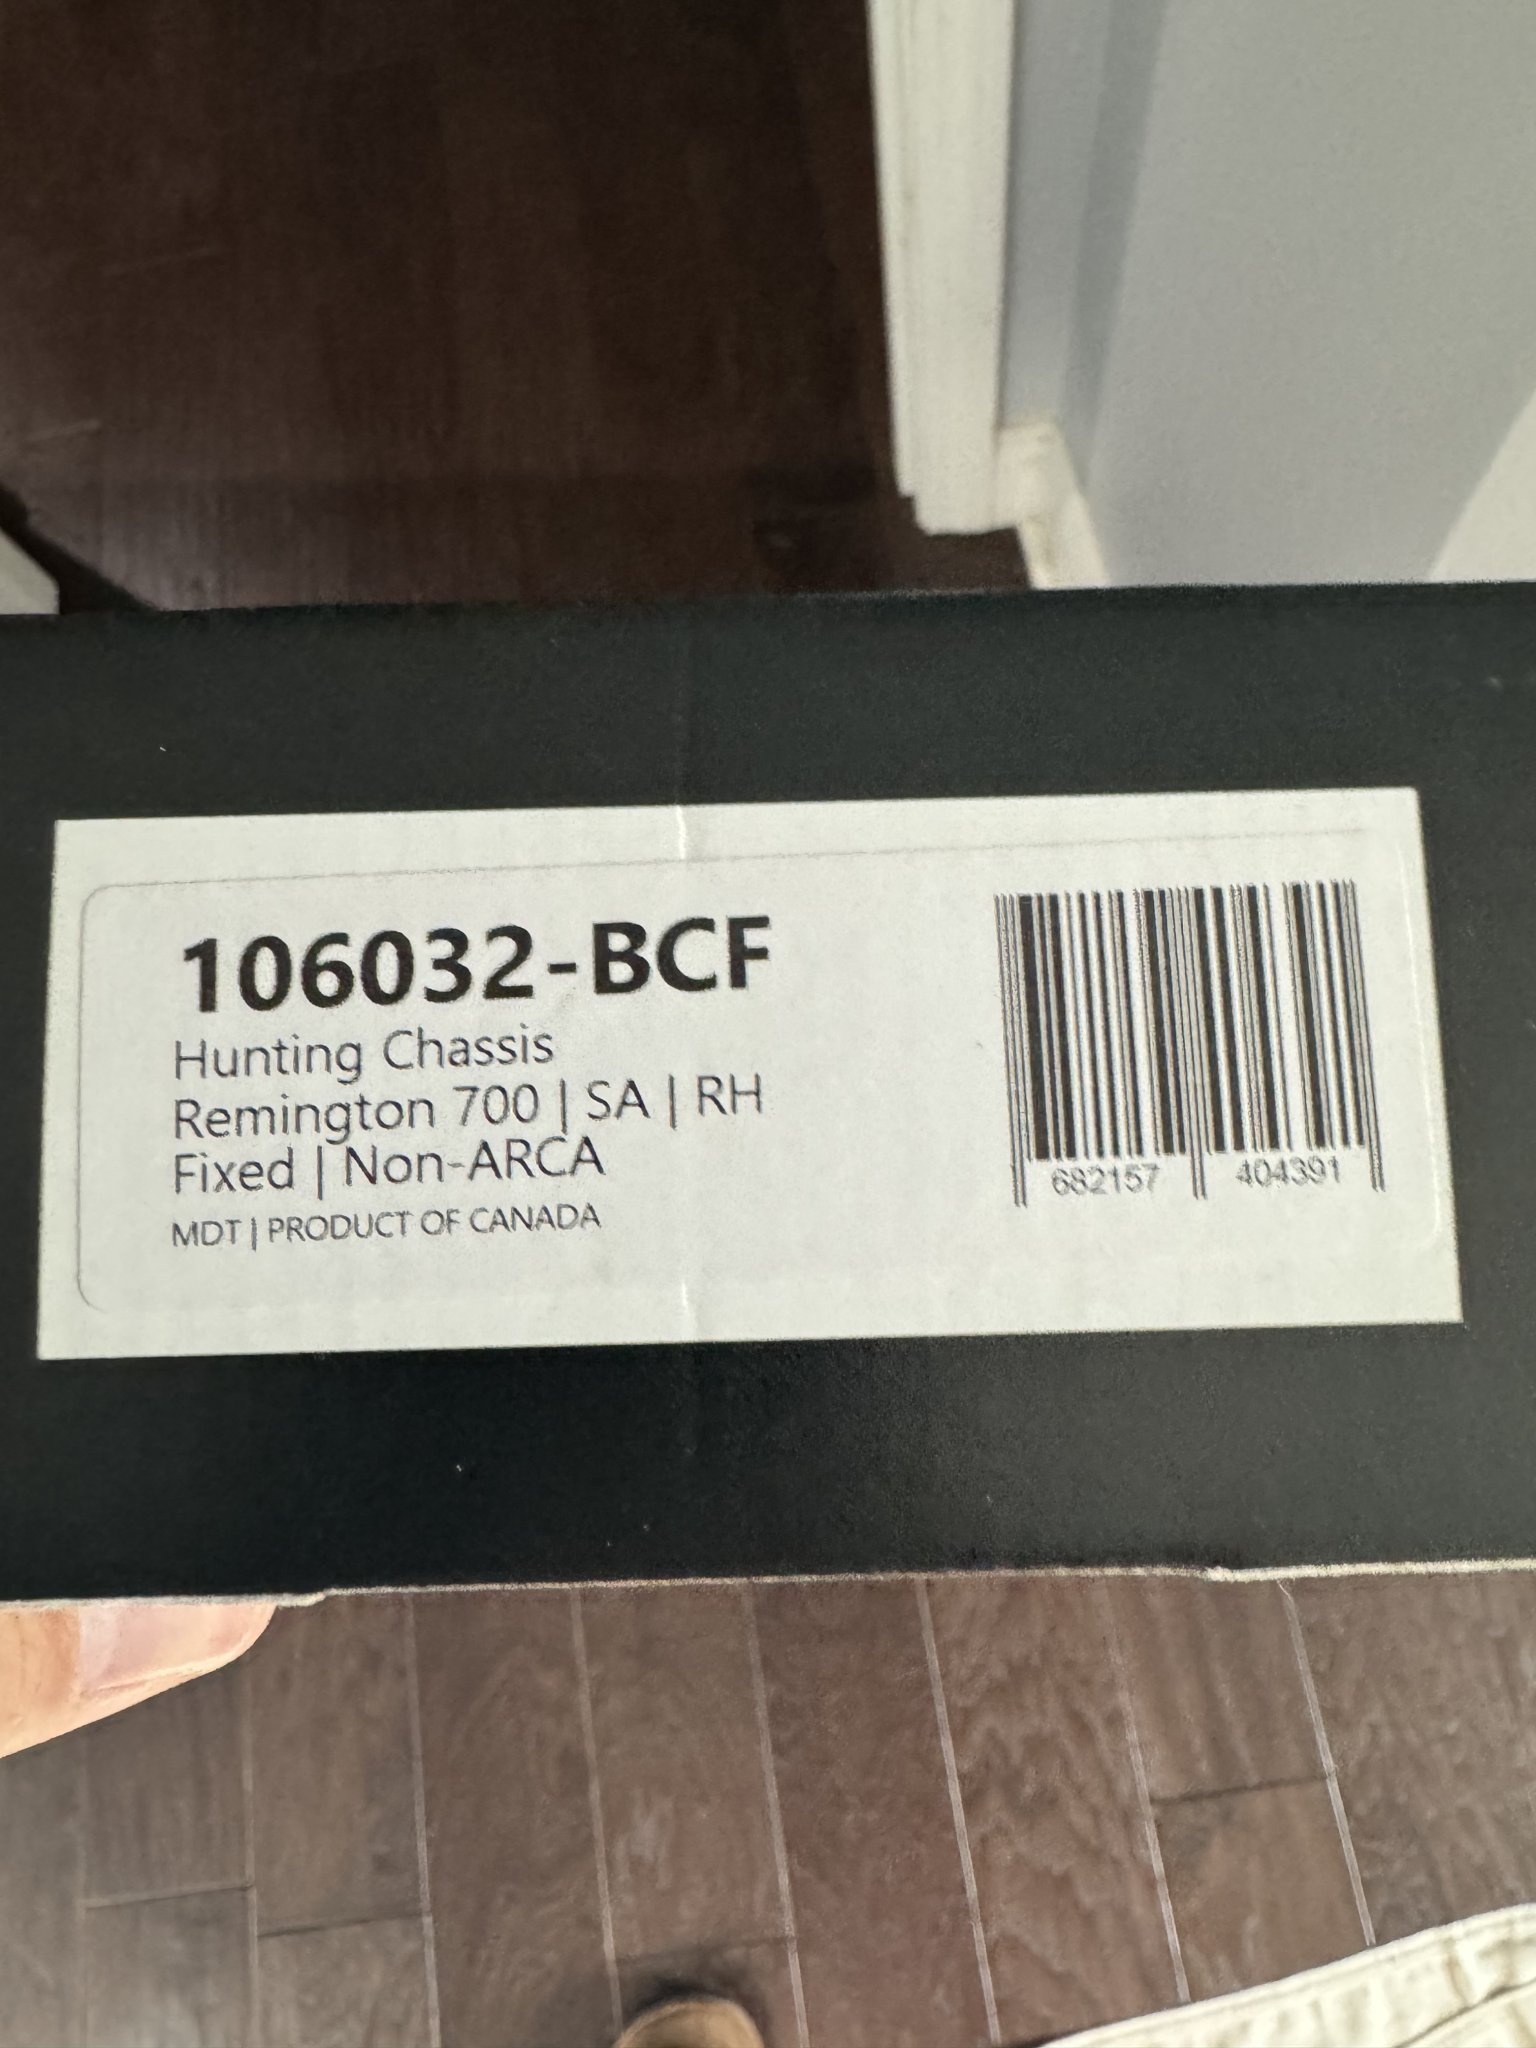 106032-BCF
Hunting Chassis
Remington 700 | SA | RH
Fixed | Non-ARCA
MDT | PRODUCT OF CANADA
682157 404391